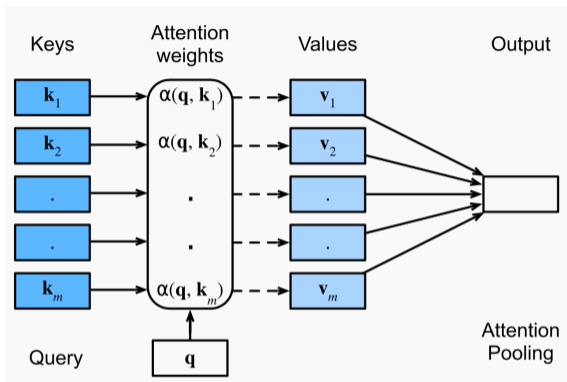 Keys
Attention
weights
Values
Output
k1 α(q, k1) v1
k2 α(q, k2) v2
. . .
. . .
km α(q, km) vm
Query
q
Attention
Pooling